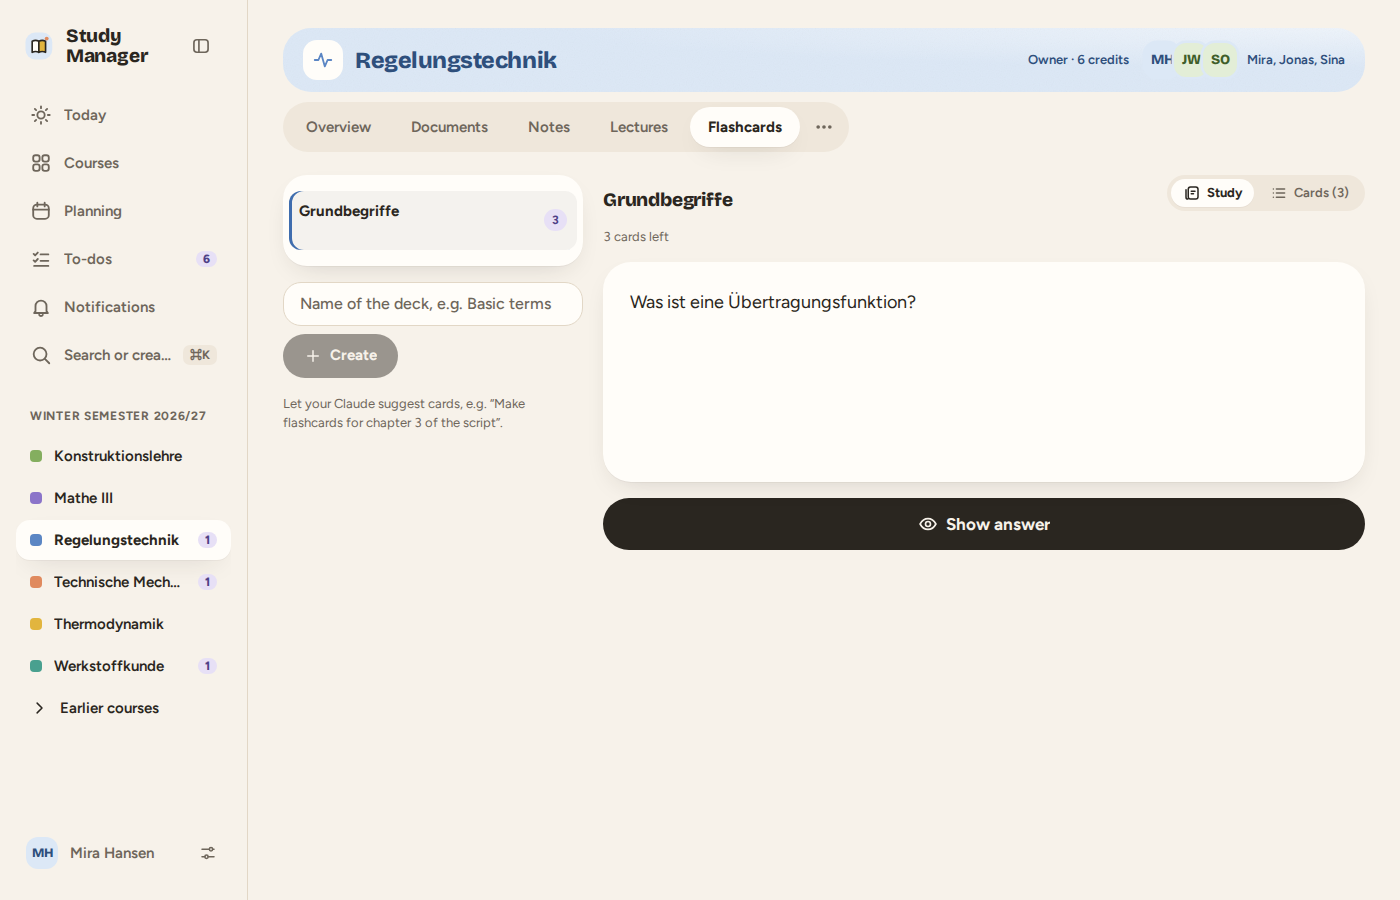 Study
Manager
Today
Courses
Planning
To-dos 6
Notifications
Search or crea... ⌘K
WINTER SEMESTER 2026/27
Konstruktionslehre
Mathe III
Regelungstechnik 1
Technische Mech... 1
Thermodynamik
Werkstoffkunde 1
Earlier courses
MH Mira Hansen
Regelungstechnik
Owner · 6 credits MH JW SO Mira, Jonas, Sina
Overview Documents Notes Lectures Flashcards
Grundbegriffe 3
Name of the deck, e.g. Basic terms
Create
Let your Claude suggest cards, e.g. “Make
flashcards for chapter 3 of the script”.
Grundbegriffe
Study Cards (3)
3 cards left
Was ist eine Übertragungsfunktion?
Show answer